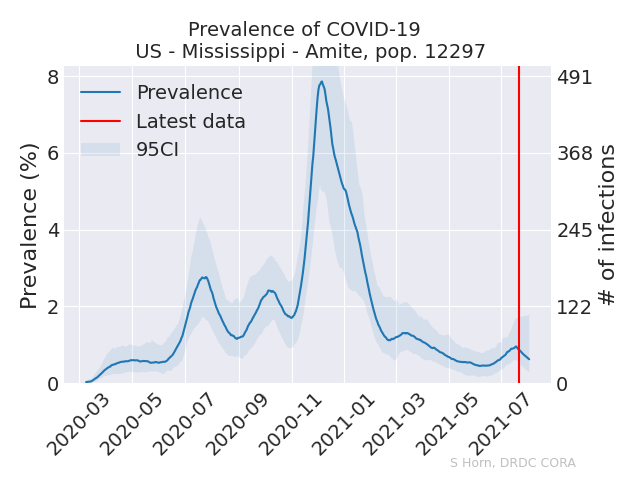 Prevalence of COVID-19
US - Mississippi - Amite, pop. 12297
Prevalence
Latest data
95CI
Prevalence (%)
8
6
4
2
0
491
368
245
122
0
# of infections
2020-03
2020-05
2020-07
2020-09
2020-11
2021-01
2021-03
2021-05
2021-07
S Horn, DRDC CORA